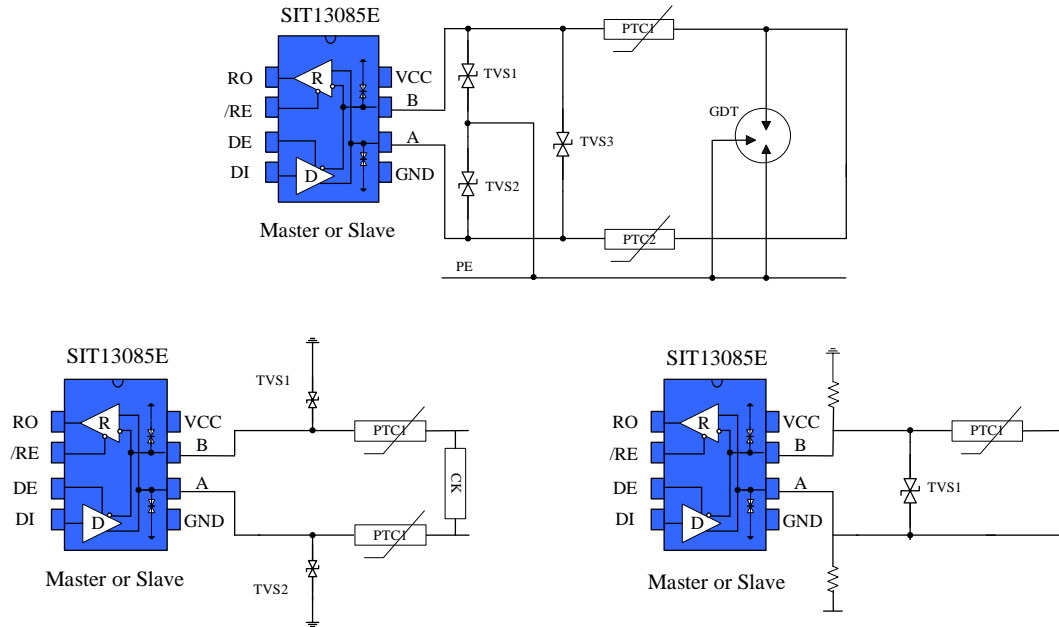 SIT13085E
RO
/RE
DE
DI
R
D
VCC
B
A
GND
Master or Slave
TVS1
TVS2
TVS3
PTC1
PTC2
GDT
PE
SIT13085E
RO
/RE
DE
DI
R
D
VCC
B
A
GND
Master or Slave
TVS1
TVS2
PTC1
PTC1
CK
SIT13085E
RO
/RE
DE
DI
R
D
VCC
B
A
GND
Master or Slave
TVS1
PTC1